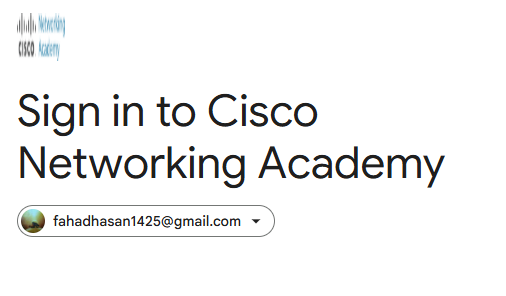 Networking
CISCO Academy
Sign in to Cisco
Networking Academy
fahadhasan1425@gmail.com